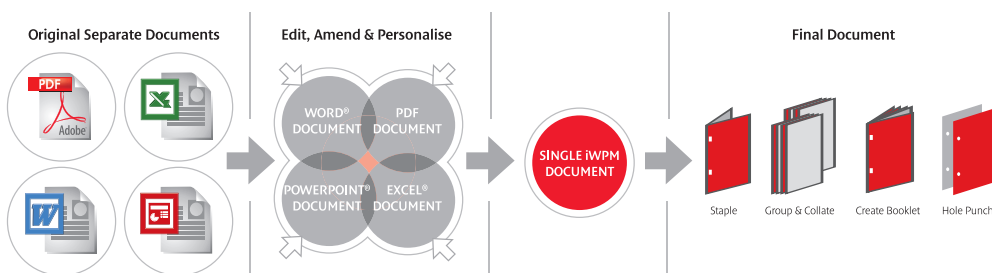 Original Separate Documents
Edit, Amend & Personalise
Final Document
PDF
Adobe
WORD®
DOCUMENT
PDF
DOCUMENT
POWERPOINT®
DOCUMENT
EXCEL®
DOCUMENT
SINGLE iWPM
DOCUMENT
Staple
Group & Collate
Create Booklet
Hole Punch